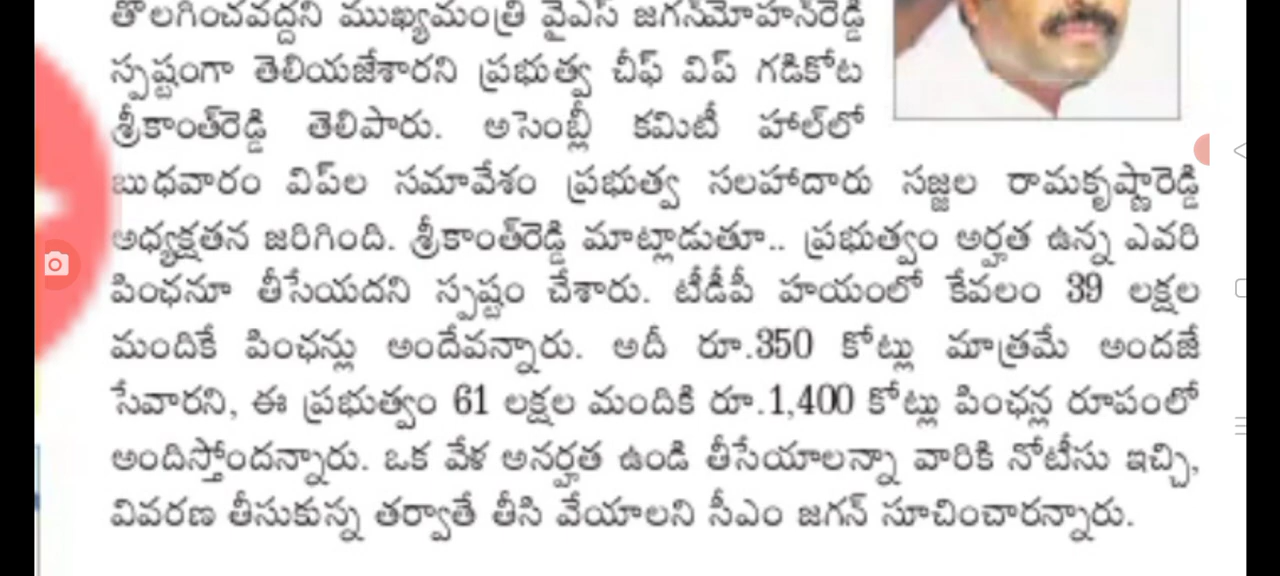 తొలగించవద్దని ముఖ్యమంత్రి వైఎస్ జగన్‌మోహన్‌రెడ్డి
స్పష్టంగా తెలియజేశారని ప్రభుత్వ చీఫ్ విప్ గడికోట
శ్రీకాంత్‌రెడ్డి తెలిపారు. అసెంబ్లీ కమిటీ హాల్‌లో
బుధవారం విప్‌ల సమావేశం ప్రభుత్వ సలహాదారు సజ్జల రామకృష్ణారెడ్డి
అధ్యక్షతన జరిగింది. శ్రీకాంత్‌రెడ్డి మాట్లాడుతూ.. ప్రభుత్వం అర్హత ఉన్న ఎవరి
పింఛనూ తీసేయదని స్పష్టం చేశారు. టీడీపీ హయంలో కేవలం 39 లక్షల
మందికే పింఛన్లు అందేవన్నారు. అదీ రూ.350 కోట్లు మాత్రమే అందజే
సేవారని, ఈ ప్రభుత్వం 61 లక్షల మందికి రూ.1,400 కోట్లు పింఛన్ల రూపంలో
అందిస్తోందన్నారు. ఒక వేళ అనర్హత ఉండి తీసేయాలన్నా వారికి నోటీసు ఇచ్చి,
వివరణ తీసుకున్న తర్వాతే తీసి వేయాలని సీఎం జగన్ సూచించారన్నారు.